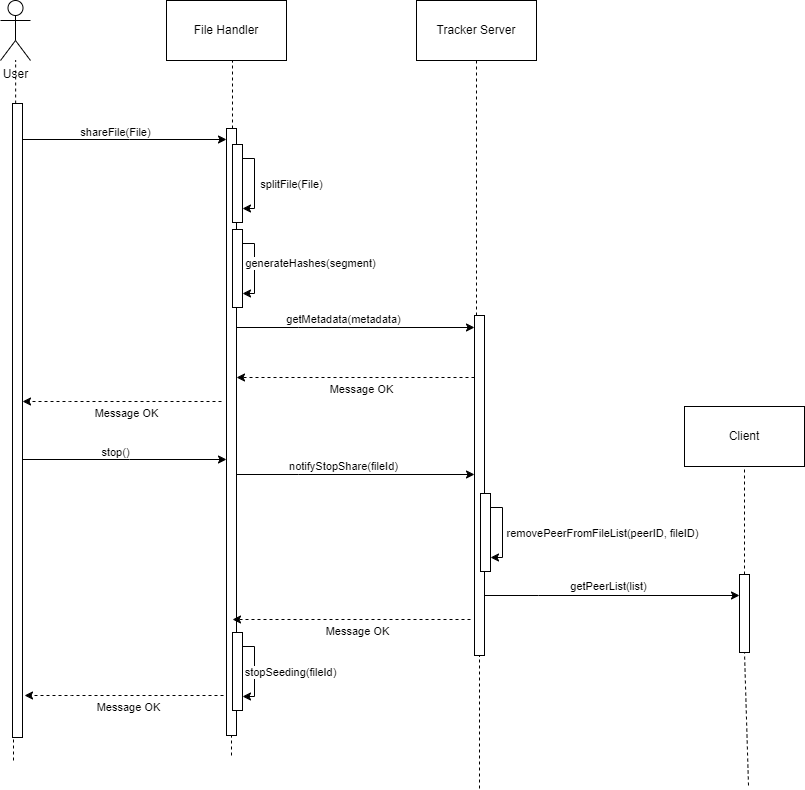 File Handler
Tracker Server
User
shareFile(File)
splitFile(File)
generateHashes(segment)
getMetadata(metadata)
Message OK
Message OK
Client
stop()
notifyStopShare(fileId)
removePeerFromFileList(peerID, fileID)
getPeerList(list)
Message OK
stopSeeding(fileId)
Message OK